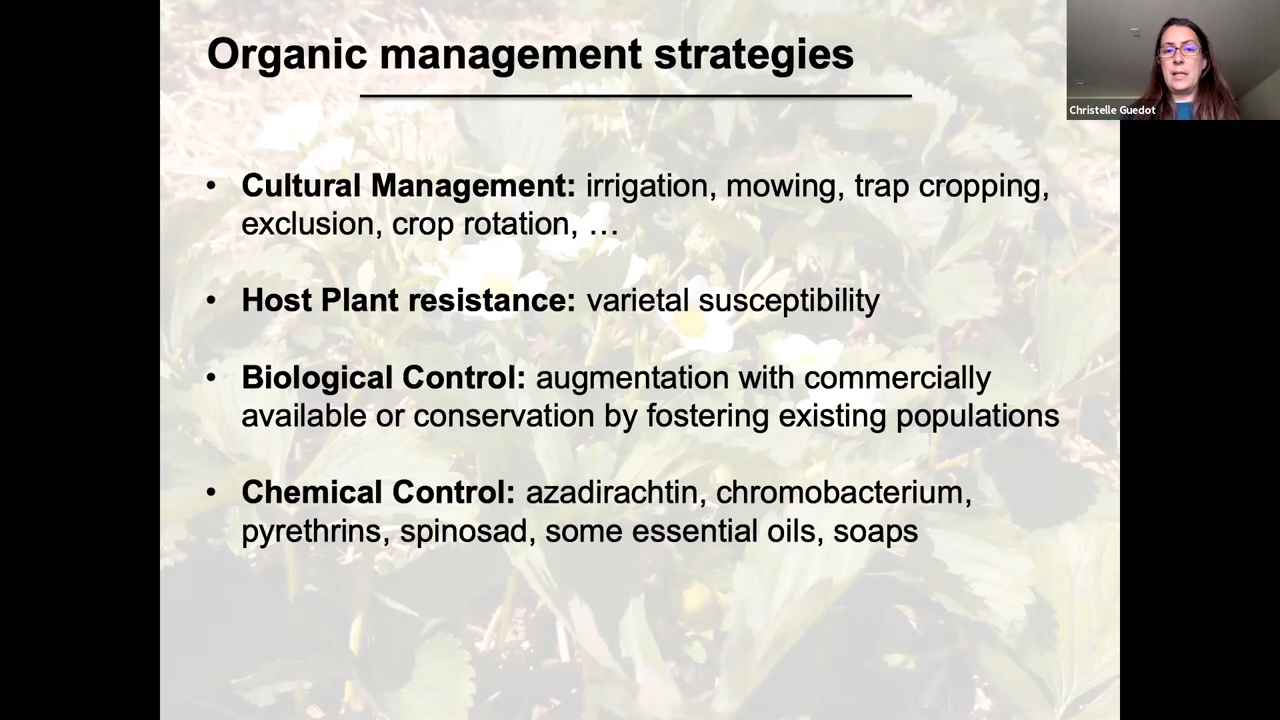 Organic management strategies
Christelle Guedot
• Cultural Management: irrigation, mowing, trap cropping,
exclusion, crop rotation, …
• Host Plant resistance: varietal susceptibility
• Biological Control: augmentation with commercially
available or conservation by fostering existing populations
• Chemical Control: azadirachtin, chromobacterium,
pyrethrins, spinosad, some essential oils, soaps